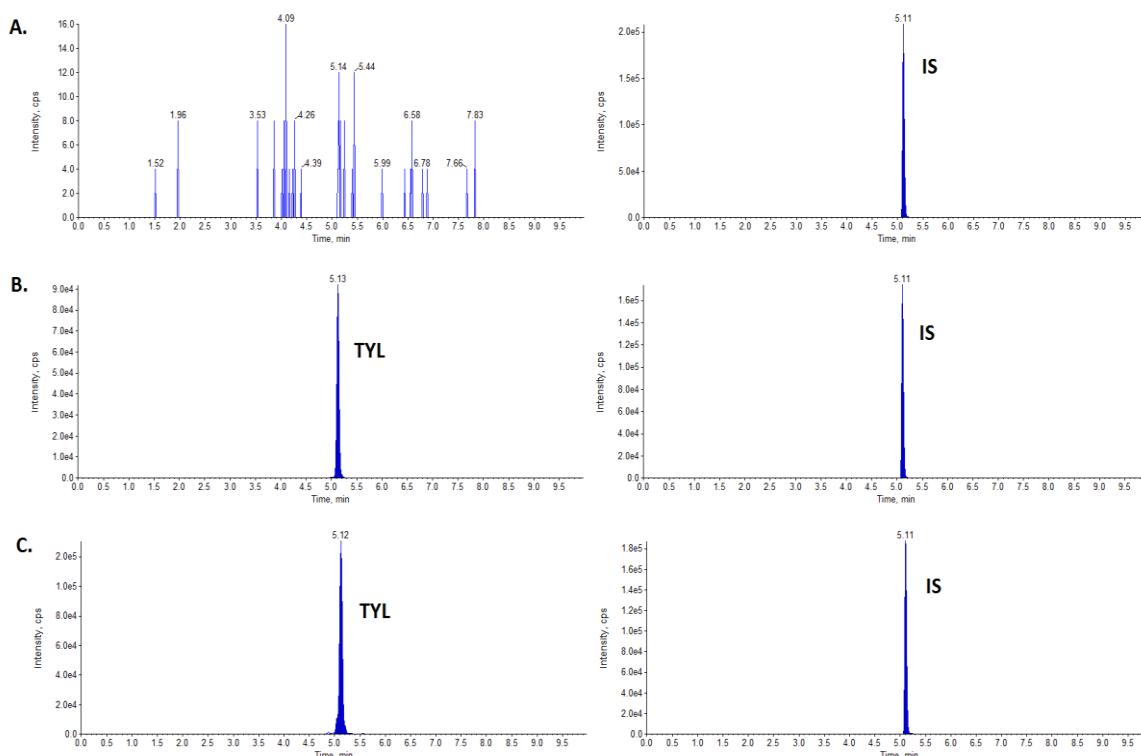 A.
Intensity, cps
16.0
14.0
12.0
10.0
8.0
6.0
4.0
2.0
0.0
1.52
1.96
3.53
4.09
4.26
4.39
5.14
5.44
5.99
6.58
6.78
7.66
7.83
0.0 0.5 1.0 1.5 2.0 2.5 3.0 3.5 4.0 4.5 5.0 5.5 6.0 6.5 7.0 7.5 8.0 8.5 9.0 9.5
Time, min
Intensity, cps
2.0e5
1.5e5
1.0e5
5.0e4
0.0
5.11
IS
0.0 0.5 1.0 1.5 2.0 2.5 3.0 3.5 4.0 4.5 5.0 5.5 6.0 6.5 7.0 7.5 8.0 8.5 9.0 9.5
Time, min
B.
Intensity, cps
9.0e4
8.0e4
7.0e4
6.0e4
5.0e4
4.0e4
3.0e4
2.0e4
1.0e4
0.0
5.13
TYL
0.0 0.5 1.0 1.5 2.0 2.5 3.0 3.5 4.0 4.5 5.0 5.5 6.0 6.5 7.0 7.5 8.0 8.5 9.0 9.5
Time, min
Intensity, cps
1.6e5
1.4e5
1.2e5
1.0e5
8.0e4
6.0e4
4.0e4
2.0e4
0.0
5.11
IS
0.0 0.5 1.0 1.5 2.0 2.5 3.0 3.5 4.0 4.5 5.0 5.5 6.0 6.5 7.0 7.5 8.0 8.5 9.0 9.5
Time, min
C.
Intensity, cps
2.0e5
1.0e5
8.0e4
6.0e4
4.0e4
2.0e4
0.0
5.12
TYL
0.0 0.5 1.0 1.5 2.0 2.5 3.0 3.5 4.0 4.5 5.0 5.5 6.0 6.5 7.0 7.5 8.0 8.5 9.0 9.5
Time, min
Intensity, cps
1.8e5
1.6e5
1.4e5
1.2e5
1.0e5
8.0e4
6.0e4
4.0e4
2.0e4
0.0
5.11
IS
0.0 0.5 1.0 1.5 2.0 2.5 3.0 3.5 4.0 4.5 5.0 5.5 6.0 6.5 7.0 7.5 8.0 8.5 9.0 9.5
Time, min